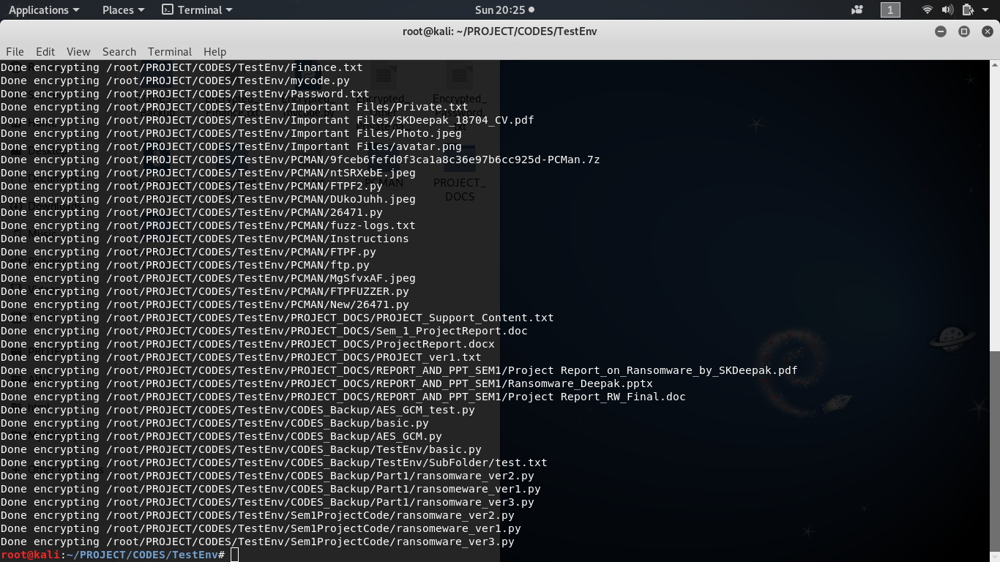 Applications Places Terminal Sun 20:25 1
root@kali: ~/PROJECT/CODES/TestEnv
File Edit View Search Terminal Help
Done encrypting /root/PROJECT/CODES/TestEnv/Finance.txt
Done encrypting /root/PROJECT/CODES/TestEnv/mycode.py
Done encrypting /root/PROJECT/CODES/TestEnv/Password.txt
Done encrypting /root/PROJECT/CODES/TestEnv/Important Files/Private.txt
Done encrypting /root/PROJECT/CODES/TestEnv/Important Files/SKDeepak_18704_CV.pdf
Done encrypting /root/PROJECT/CODES/TestEnv/Important Files/Photo.jpeg
Done encrypting /root/PROJECT/CODES/TestEnv/Important Files/avatar.png
Done encrypting /root/PROJECT/CODES/TestEnv/PCMAN/9fceb6fefd0f3ca1a8c36e97b6cc925d-PCMan.7z
Done encrypting /root/PROJECT/CODES/TestEnv/PCMAN/ntSRXebE.jpeg
Done encrypting /root/PROJECT/CODES/TestEnv/PCMAN/FTPF2.py
Done encrypting /root/PROJECT/CODES/TestEnv/PCMAN/DUkoJuhh.jpeg
Done encrypting /root/PROJECT/CODES/TestEnv/PCMAN/26471.py
Done encrypting /root/PROJECT/CODES/TestEnv/PCMAN/fuzz-logs.txt
Done encrypting /root/PROJECT/CODES/TestEnv/PCMAN/Instructions
Done encrypting /root/PROJECT/CODES/TestEnv/PCMAN/FTPF.py
Done encrypting /root/PROJECT/CODES/TestEnv/PCMAN/ftp.py
Done encrypting /root/PROJECT/CODES/TestEnv/PCMAN/MgSfvxAF.jpeg
Done encrypting /root/PROJECT/CODES/TestEnv/PCMAN/FTPFUZZER.py
Done encrypting /root/PROJECT/CODES/TestEnv/PCMAN/New/26471.py
Done encrypting /root/PROJECT/CODES/TestEnv/PROJECT_DOCS/PROJECT_Support_Content.txt
Done encrypting /root/PROJECT/CODES/TestEnv/PROJECT_DOCS/Sem_1_ProjectReport.doc
Done encrypting /root/PROJECT/CODES/TestEnv/PROJECT_DOCS/ProjectReport.docx
Done encrypting /root/PROJECT/CODES/TestEnv/PROJECT_DOCS/PROJECT_ver1.txt
Done encrypting /root/PROJECT/CODES/TestEnv/PROJECT_DOCS/REPORT_AND_PPT_SEM1/Project Report_on_Ransomware_by_SKDeepak.pdf
Done encrypting /root/PROJECT/CODES/TestEnv/PROJECT_DOCS/REPORT_AND_PPT_SEM1/Ransomware_Deepak.pptx
Done encrypting /root/PROJECT/CODES/TestEnv/PROJECT_DOCS/REPORT_AND_PPT_SEM1/Project Report_RW_Final.doc
Done encrypting /root/PROJECT/CODES/TestEnv/CODES_Backup/AES_GCM_test.py
Done encrypting /root/PROJECT/CODES/TestEnv/CODES_Backup/basic.py
Done encrypting /root/PROJECT/CODES/TestEnv/CODES_Backup/AES_GCM.py
Done encrypting /root/PROJECT/CODES/TestEnv/CODES_Backup/TestEnv/basic.py
Done encrypting /root/PROJECT/CODES/TestEnv/CODES_Backup/TestEnv/SubFolder/test.txt
Done encrypting /root/PROJECT/CODES/TestEnv/CODES_Backup/Part1/ransomware_ver2.py
Done encrypting /root/PROJECT/CODES/TestEnv/CODES_Backup/Part1/ransomeware_ver1.py
Done encrypting /root/PROJECT/CODES/TestEnv/CODES_Backup/Part1/ransomware_ver3.py
Done encrypting /root/PROJECT/CODES/TestEnv/Sem1ProjectCode/ransomware_ver2.py
Done encrypting /root/PROJECT/CODES/TestEnv/Sem1ProjectCode/ransomeware_ver1.py
Done encrypting /root/PROJECT/CODES/TestEnv/Sem1ProjectCode/ransomware_ver3.py
root@kali:~/PROJECT/CODES/TestEnv#